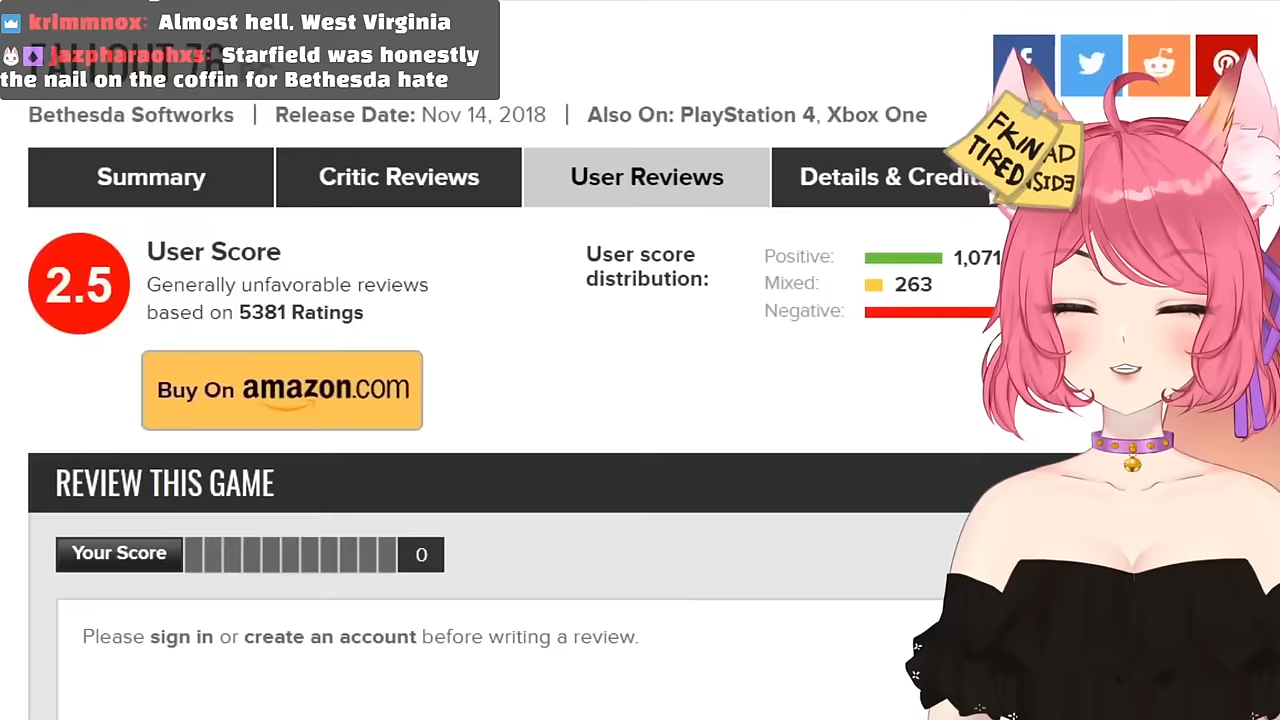 krimmnox: Almost hell, West Virginia
jazpharaohxs: Starfield was honestly
the nail on the coffin for Bethesda hate
Bethesda Softworks | Release Date: Nov 14, 2018 | Also On: PlayStation 4, Xbox One
Summary
Critic Reviews
User Reviews
Details & Credits
FKIN
TIRED
AD
SIDE
2.5
User Score
Generally unfavorable reviews
based on 5381 Ratings
User score
distribution:
Positive: 1,071
Mixed: 263
Negative:
Buy On amazon.com
REVIEW THIS GAME
Your Score 0
Please sign in or create an account before writing a review.